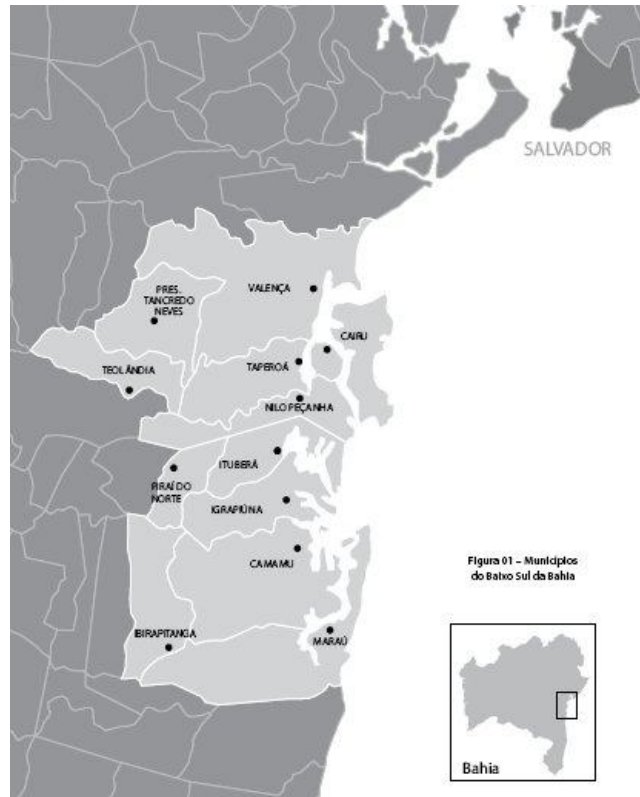 SALVADOR
PRES.
TANCREDO
NEVES
VALENÇA
CAIRU
TEOLÂNDIA
TAPEROÁ
NILO PEÇANHA
ITUBERÁ
PIRAÍ DO
NORTE
IGRAPIÚNA
CAMAMU
IBIRAPITANGA
MARAÚ
Figura 01 – Municípios
do Baixo Sul da Bahia
Bahia